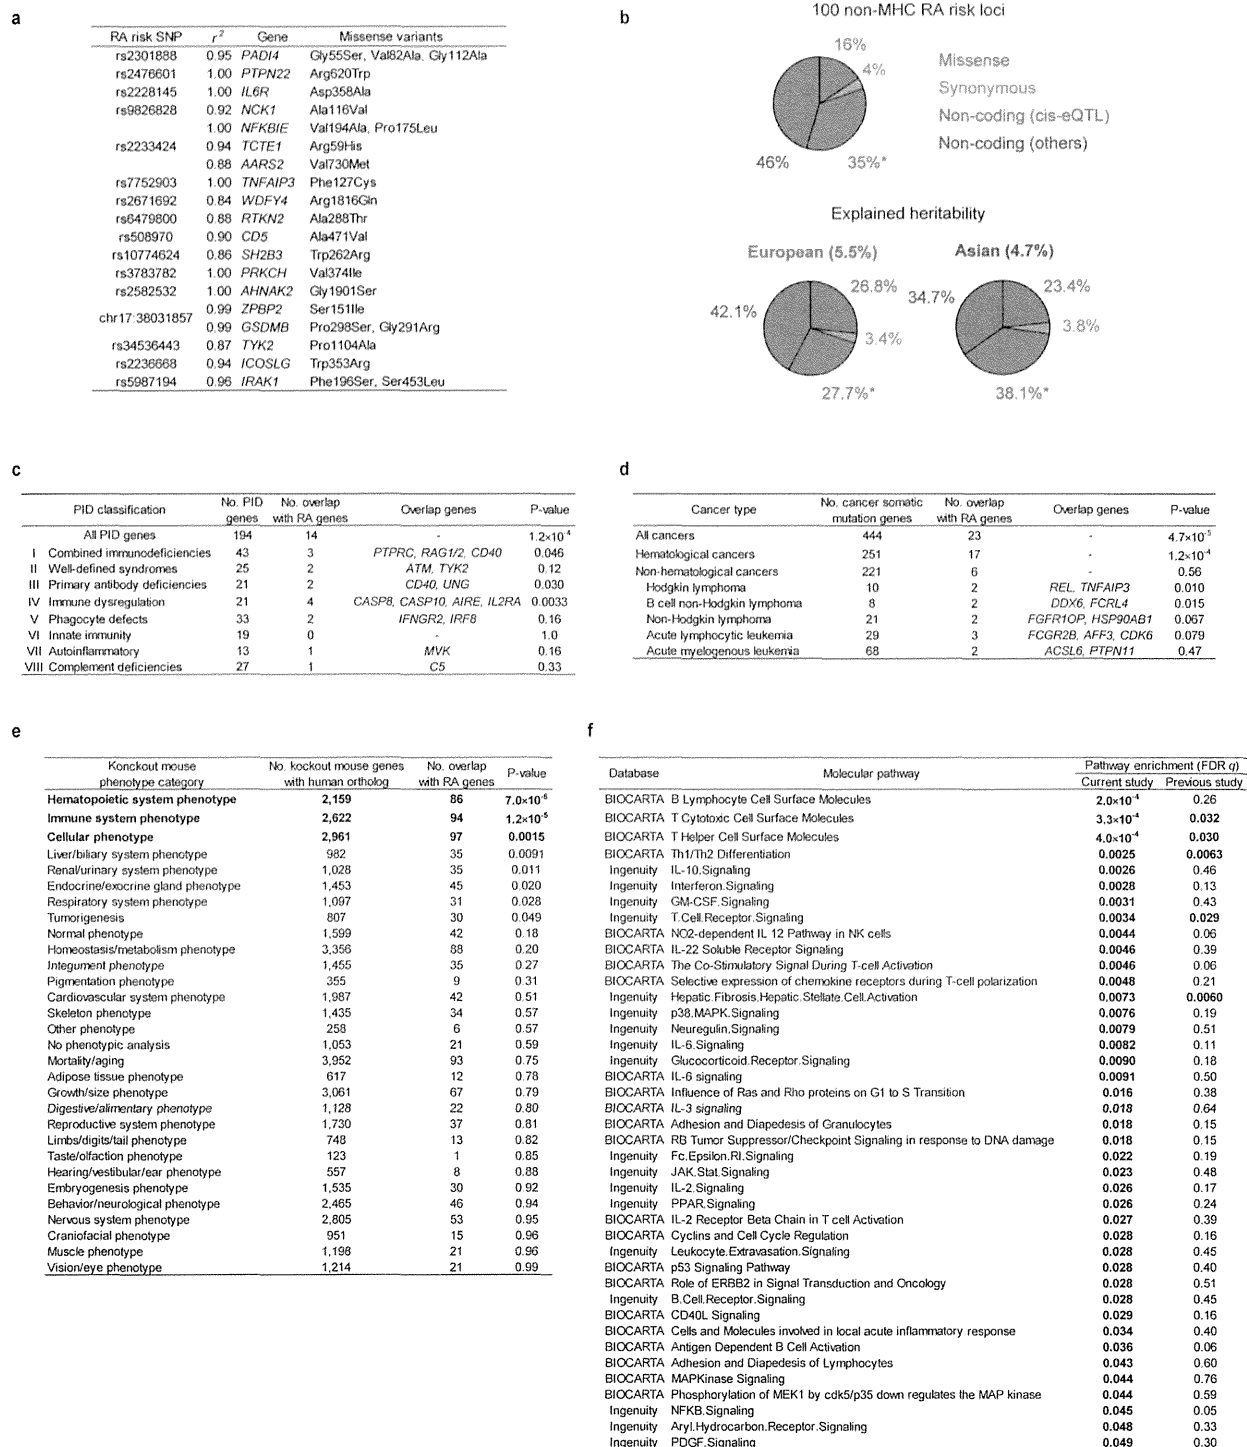 a
RA risk SNP r² Gene Missense variants
rs2301888 0.95 PADI4 Gly55Ser, Val82Ala, Gly112Ala
rs2476601 1.00 PTPN22 Arg620Trp
rs2228145 1.00 IL6R Asp358Ala
rs9826828 0.92 NCK1 Ala116Val
1.00 NFKBIE Val194Ala, Pro175Leu
rs2233424 0.94 TCTE1 Arg59His
0.88 AARS2 Val730Met
rs7752903 1.00 TNFAIP3 Phe127Cys
rs2671692 0.84 WDFY4 Arg1816Gln
rs6479800 0.88 RTKN2 Ala288Thr
rs508970 0.90 CD5 Ala471Val
rs10774624 0.86 SH2B3 Trp262Arg
rs3783782 1.00 PRKCH Val374Ile
rs2582532 1.00 AHNAK2 Gly1901Ser
chr17:38031857 0.99 ZPBP2 Ser151Ile
0.99 GSDMB Pro298Ser, Gly291Arg
rs34536443 0.87 TYK2 Pro1104Ala
rs2236668 0.94 ICOSLG Trp353Arg
rs5987194 0.96 IRAK1 Phe196Ser, Ser453Leu
b
100 non-MHC RA risk loci
16%
4%
46%
35%*
Missense
Synonymous
Non-coding (cis-eQTL)
Non-coding (others)
Explained heritability
European (5.5%)
26.8%
3.4%
42.1%
27.7%*
Asian (4.7%)
34.7%
23.4%
3.8%
38.1%*
c
PID classification No. PID genes No. overlap with RA genes Overlap genes P-value
All PID genes 194 14 - 1.2×10⁻⁴
I Combined immunodeficiencies 43 3 PTPRC, RAG1/2, CD40 0.046
II Well-defined syndromes 25 2 ATM, TYK2 0.12
III Primary antibody deficiencies 21 2 CD40, UNG 0.030
IV Immune dysregulation 21 4 CASP8, CASP10, AIRE, IL2RA 0.0033
V Phagocyte defects 33 2 IFNGR2, IRF8 0.16
VI Innate immunity 19 0 - 1.0
VII Autoinflammatory 13 1 MVK 0.16
VIII Complement deficiencies 27 1 C5 0.33
d
Cancer type No. cancer somatic mutation genes No. overlap with RA genes Overlap genes P-value
All cancers 444 23 - 4.7×10⁻⁵
Hematological cancers 251 17 - 1.2×10⁻⁴
Non-hematological cancers 221 6 - 0.56
Hodgkin lymphoma 10 2 REL, TNFAIP3 0.010
B cell non-Hodgkin lymphoma 8 2 DDX6, FCRL4 0.015
Non-Hodgkin lymphoma 21 2 FGFR1OP, HSP90AB1 0.067
Acute lymphocytic leukemia 29 3 FCGR2B, AFF3, CDK6 0.079
Acute myelogenous leukemia 68 2 ACSL6, PTPN11 0.47
e
Konckout mouse phenotype category No. kockout mouse genes with human ortholog No. overlap with RA genes P-value
Hematopoietic system phenotype 2,159 86 7.0×10⁻⁶
Immune system phenotype 2,622 94 1.2×10⁻⁵
Cellular phenotype 2,961 97 0.0015
Liver/biliary system phenotype 982 35 0.0091
Renal/urinary system phenotype 1,028 35 0.011
Endocrine/exocrine gland phenotype 1,453 45 0.020
Respiratory system phenotype 1,097 31 0.028
Tumorigenesis 807 30 0.049
Normal phenotype 1,599 42 0.18
Homeostasis/metabolism phenotype 3,356 88 0.20
Integument phenotype 1,455 35 0.27
Pigmentation phenotype 355 9 0.31
Cardiovascular system phenotype 1,987 42 0.51
Skeleton phenotype 1,435 34 0.57
Other phenotype 258 6 0.57
No phenotypic analysis 1,053 21 0.59
Mortality/aging 3,952 93 0.75
Adipose tissue phenotype 617 12 0.78
Growth/size phenotype 3,061 67 0.79
Digestive/alimentary phenotype 1,128 22 0.80
Reproductive system phenotype 1,730 37 0.81
Limbs/digits/tail phenotype 748 13 0.82
Taste/olfaction phenotype 123 1 0.85
Hearing/vestibular/ear phenotype 557 8 0.88
Embryogenesis phenotype 1,535 30 0.92
Behavior/neurological phenotype 2,465 46 0.94
Nervous system phenotype 2,805 53 0.95
Craniofacial phenotype 951 15 0.96
Muscle phenotype 1,198 21 0.96
Vision/eye phenotype 1,214 21 0.99
f
Database Molecular pathway Pathway enrichment (FDR q)
Current study Previous study
BIOCARTA B Lymphocyte Cell Surface Molecules 2.0×10⁻⁴ 0.26
BIOCARTA T Cytotoxic Cell Surface Molecules 3.3×10⁻⁴ 0.032
BIOCARTA T Helper Cell Surface Molecules 4.0×10⁻⁴ 0.030
BIOCARTA Th1/Th2 Differentiation 0.0025 0.0063
Ingenuity IL-10.Signaling 0.0026 0.46
Ingenuity Interferon.Signaling 0.0028 0.13
Ingenuity GM-CSF.Signaling 0.0031 0.43
Ingenuity T.Cell.Receptor.Signaling 0.0034 0.029
BIOCARTA NO2-dependent IL 12 Pathway in NK cells 0.0044 0.06
BIOCARTA IL-22 Soluble Receptor Signaling 0.0046 0.39
BIOCARTA The Co-Stimulatory Signal During T-cell Activation 0.0046 0.06
BIOCARTA Selective expression of chemokine receptors during T-cell polarization 0.0048 0.21
Ingenuity Hepatic.Fibrosis.Hepatic.Stellate.Cell.Activation 0.0073 0.0060
Ingenuity p38.MAPK.Signaling 0.0076 0.19
Ingenuity Neuregulin.Signaling 0.0079 0.51
Ingenuity IL-6.Signaling 0.0082 0.11
Ingenuity Glucocorticoid.Receptor.Signaling 0.0090 0.18
BIOCARTA IL-6 signaling 0.0091 0.50
BIOCARTA Influence of Ras and Rho proteins on G1 to S Transition 0.016 0.38
BIOCARTA IL-3 signaling 0.018 0.64
BIOCARTA Adhesion and Diapedesis of Granulocytes 0.018 0.15
BIOCARTA RB Tumor Suppressor/Checkpoint Signaling in response to DNA damage 0.018 0.15
Ingenuity Fc.Epsilon.RI.Signaling 0.022 0.19
Ingenuity JAK.Stat.Signaling 0.023 0.48
Ingenuity IL-2.Signaling 0.026 0.17
Ingenuity PPAR.Signaling 0.026 0.24
BIOCARTA IL-2 Receptor Beta Chain in T cell Activation 0.027 0.39
BIOCARTA Cyclins and Cell Cycle Regulation 0.028 0.16
Ingenuity Leukocyte.Extravasation.Signaling 0.028 0.45
BIOCARTA p53 Signaling Pathway 0.028 0.40
BIOCARTA Role of ERBB2 in Signal Transduction and Oncology 0.028 0.51
Ingenuity B.Cell.Receptor.Signaling 0.028 0.45
BIOCARTA CD40L Signaling 0.029 0.16
BIOCARTA Cells and Molecules involved in local acute inflammatory response 0.034 0.40
BIOCARTA Antigen Dependent B Cell Activation 0.036 0.06
BIOCARTA Adhesion and Diapedesis of Lymphocytes 0.043 0.60
BIOCARTA MAPKinase Signaling 0.044 0.76
BIOCARTA Phosphorylation of MEK1 by cdk5/p35 down regulates the MAP kinase 0.044 0.59
Ingenuity NFKB.Signaling 0.045 0.05
Ingenuity Aryl.Hydrocarbon.Receptor.Signaling 0.048 0.33
Ingenuity PDGF.Signaling 0.049 0.30